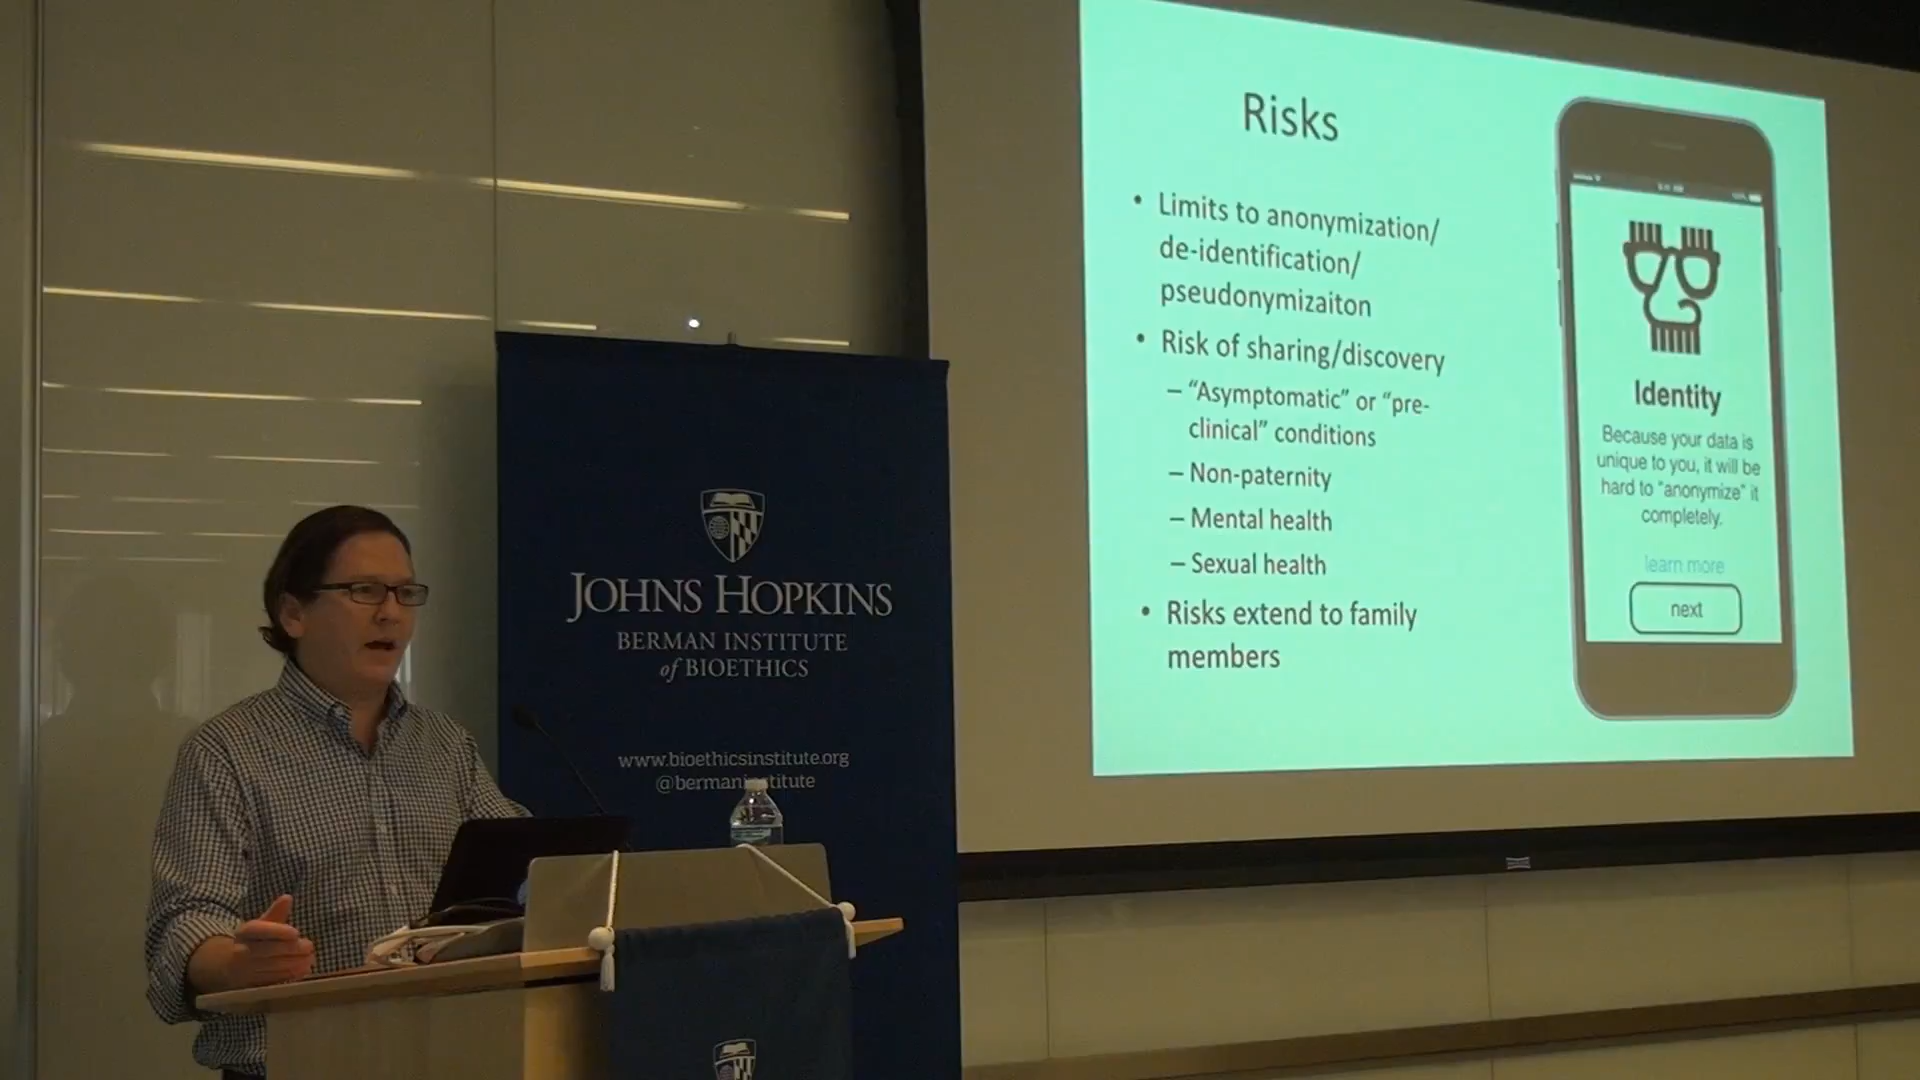 Risks
• Limits to anonymization/
de-identification/
pseudonymizaiton
• Risk of sharing/discovery
– “Asymptomatic” or “pre-
clinical” conditions
– Non-paternity
– Mental health
– Sexual health
• Risks extend to family
members
Identity
Because your data is
unique to you, it will be
hard to "anonymize" it
completely.
learn more
next
JOHNS HOPKINS
BERMAN INSTITUTE
of BIOETHICS
www.bioethicsinstitute.org